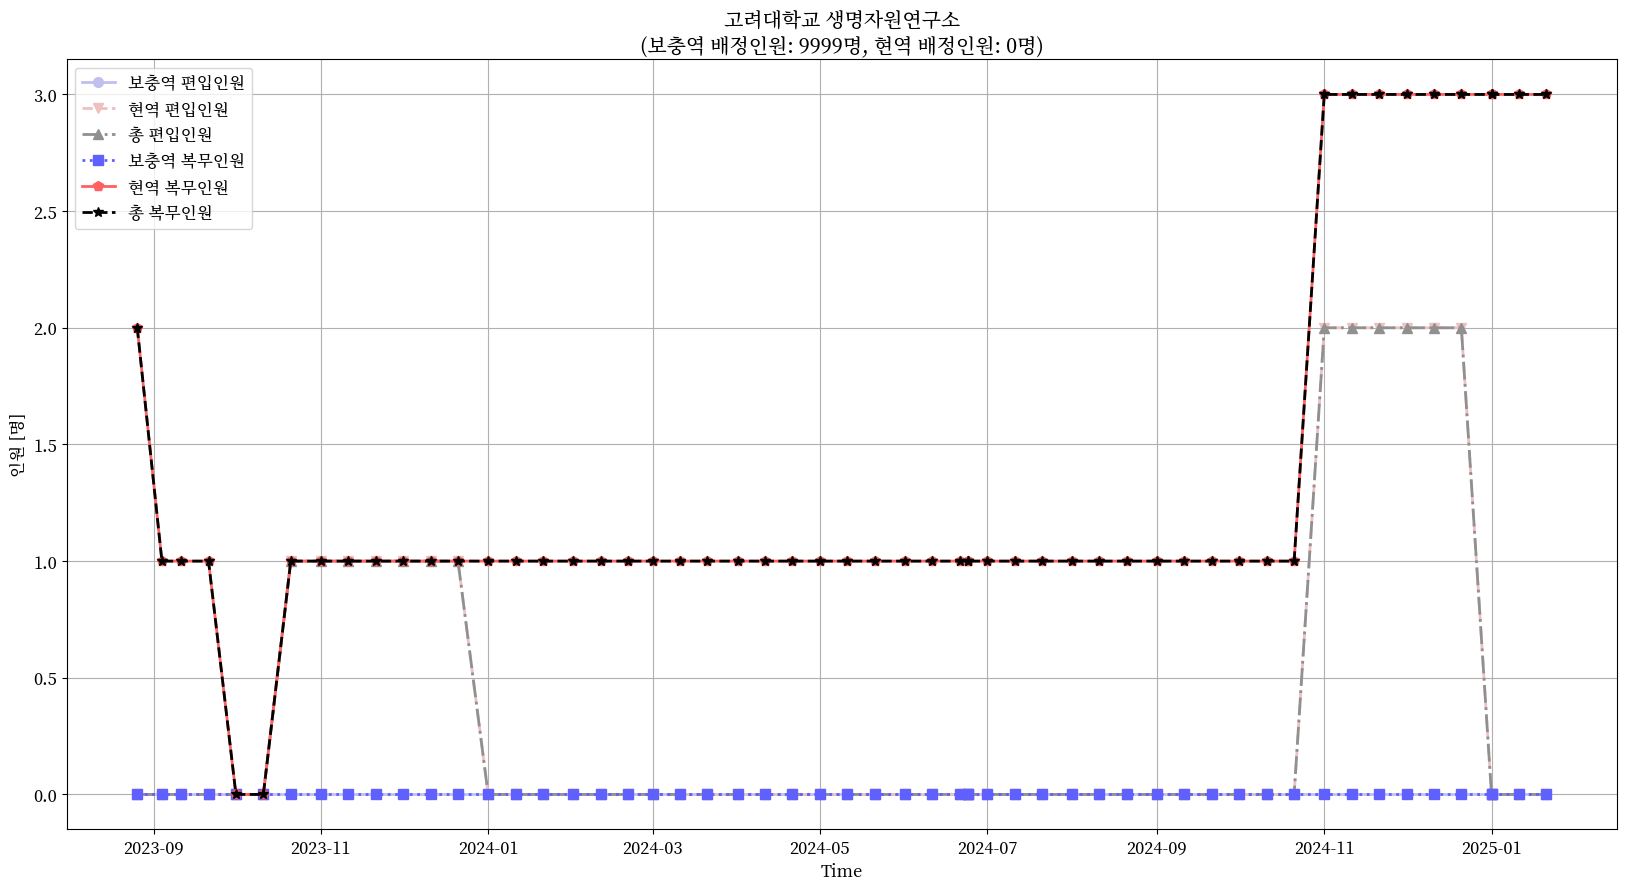 고려대학교 생명자원연구소
(보충역 배정인원: 9999명, 현역 배정인원: 0명)
보충역 편입인원
현역 편입인원
총 편입인원
보충역 복무인원
현역 복무인원
총 복무인원
3.0
2.5
2.0
1.5
1.0
0.5
0.0
인원 [명]
2023-09
2023-11
2024-01
2024-03
2024-05
2024-07
2024-09
2024-11
2025-01
Time